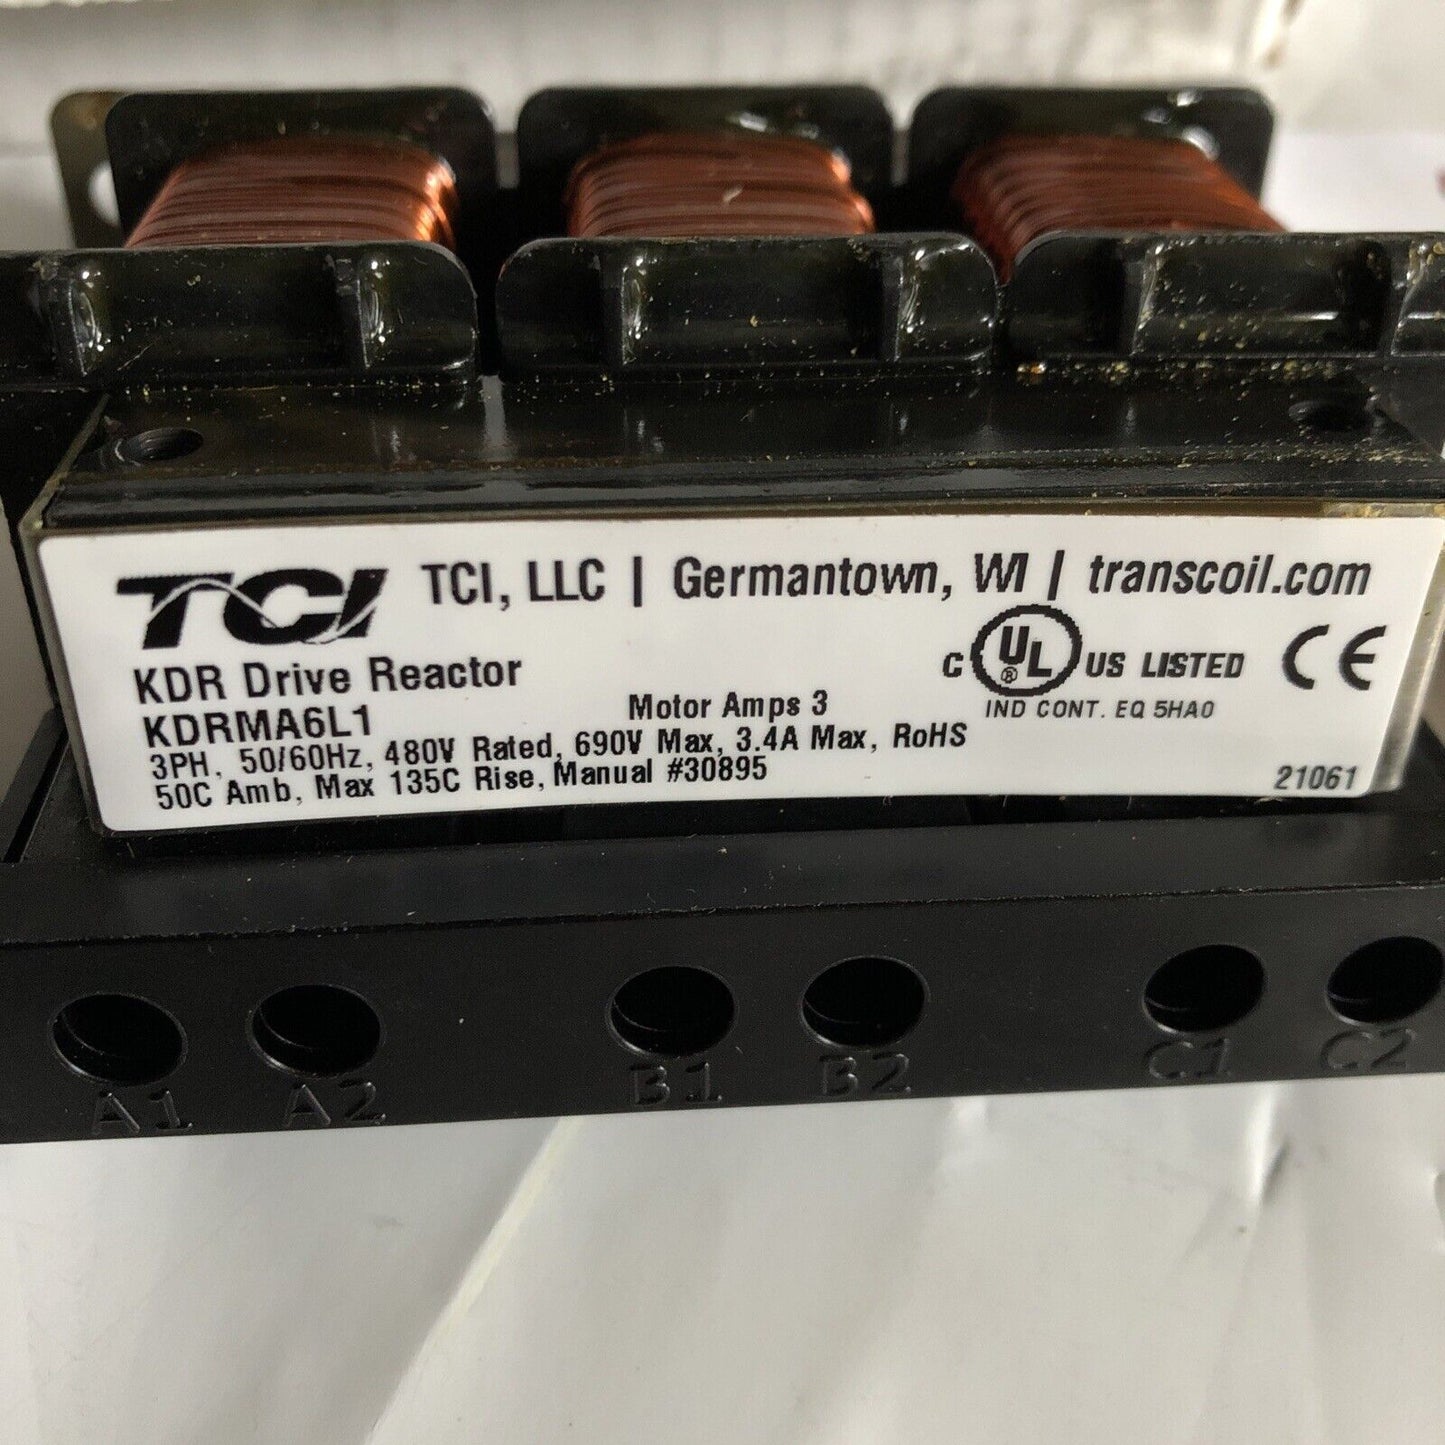 TCI TCI, LLC | Germantown, WI | transcoil.com
KDR Drive Reactor
C UL ® US LISTED CE
KDRMA6L1 Motor Amps 3
IND CONT. EQ 5HA0
3PH, 50/60Hz, 480V Rated, 690V Max, 3.4A Max, RoHS
50C Amb, Max 135C Rise, Manual #30895
21061
A1 A2 B1 B2 C1 C2